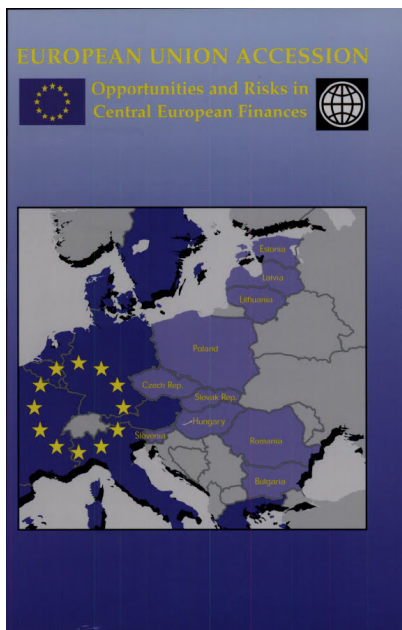 EUROPEAN UNION ACCESSION
Opportunities and Risks in
Central European Finances
Estonia
Latvia
Lithuania
Poland
Czech Rep.
Slovak Rep.
Hungary
Slovenia
Romania
Bulgaria